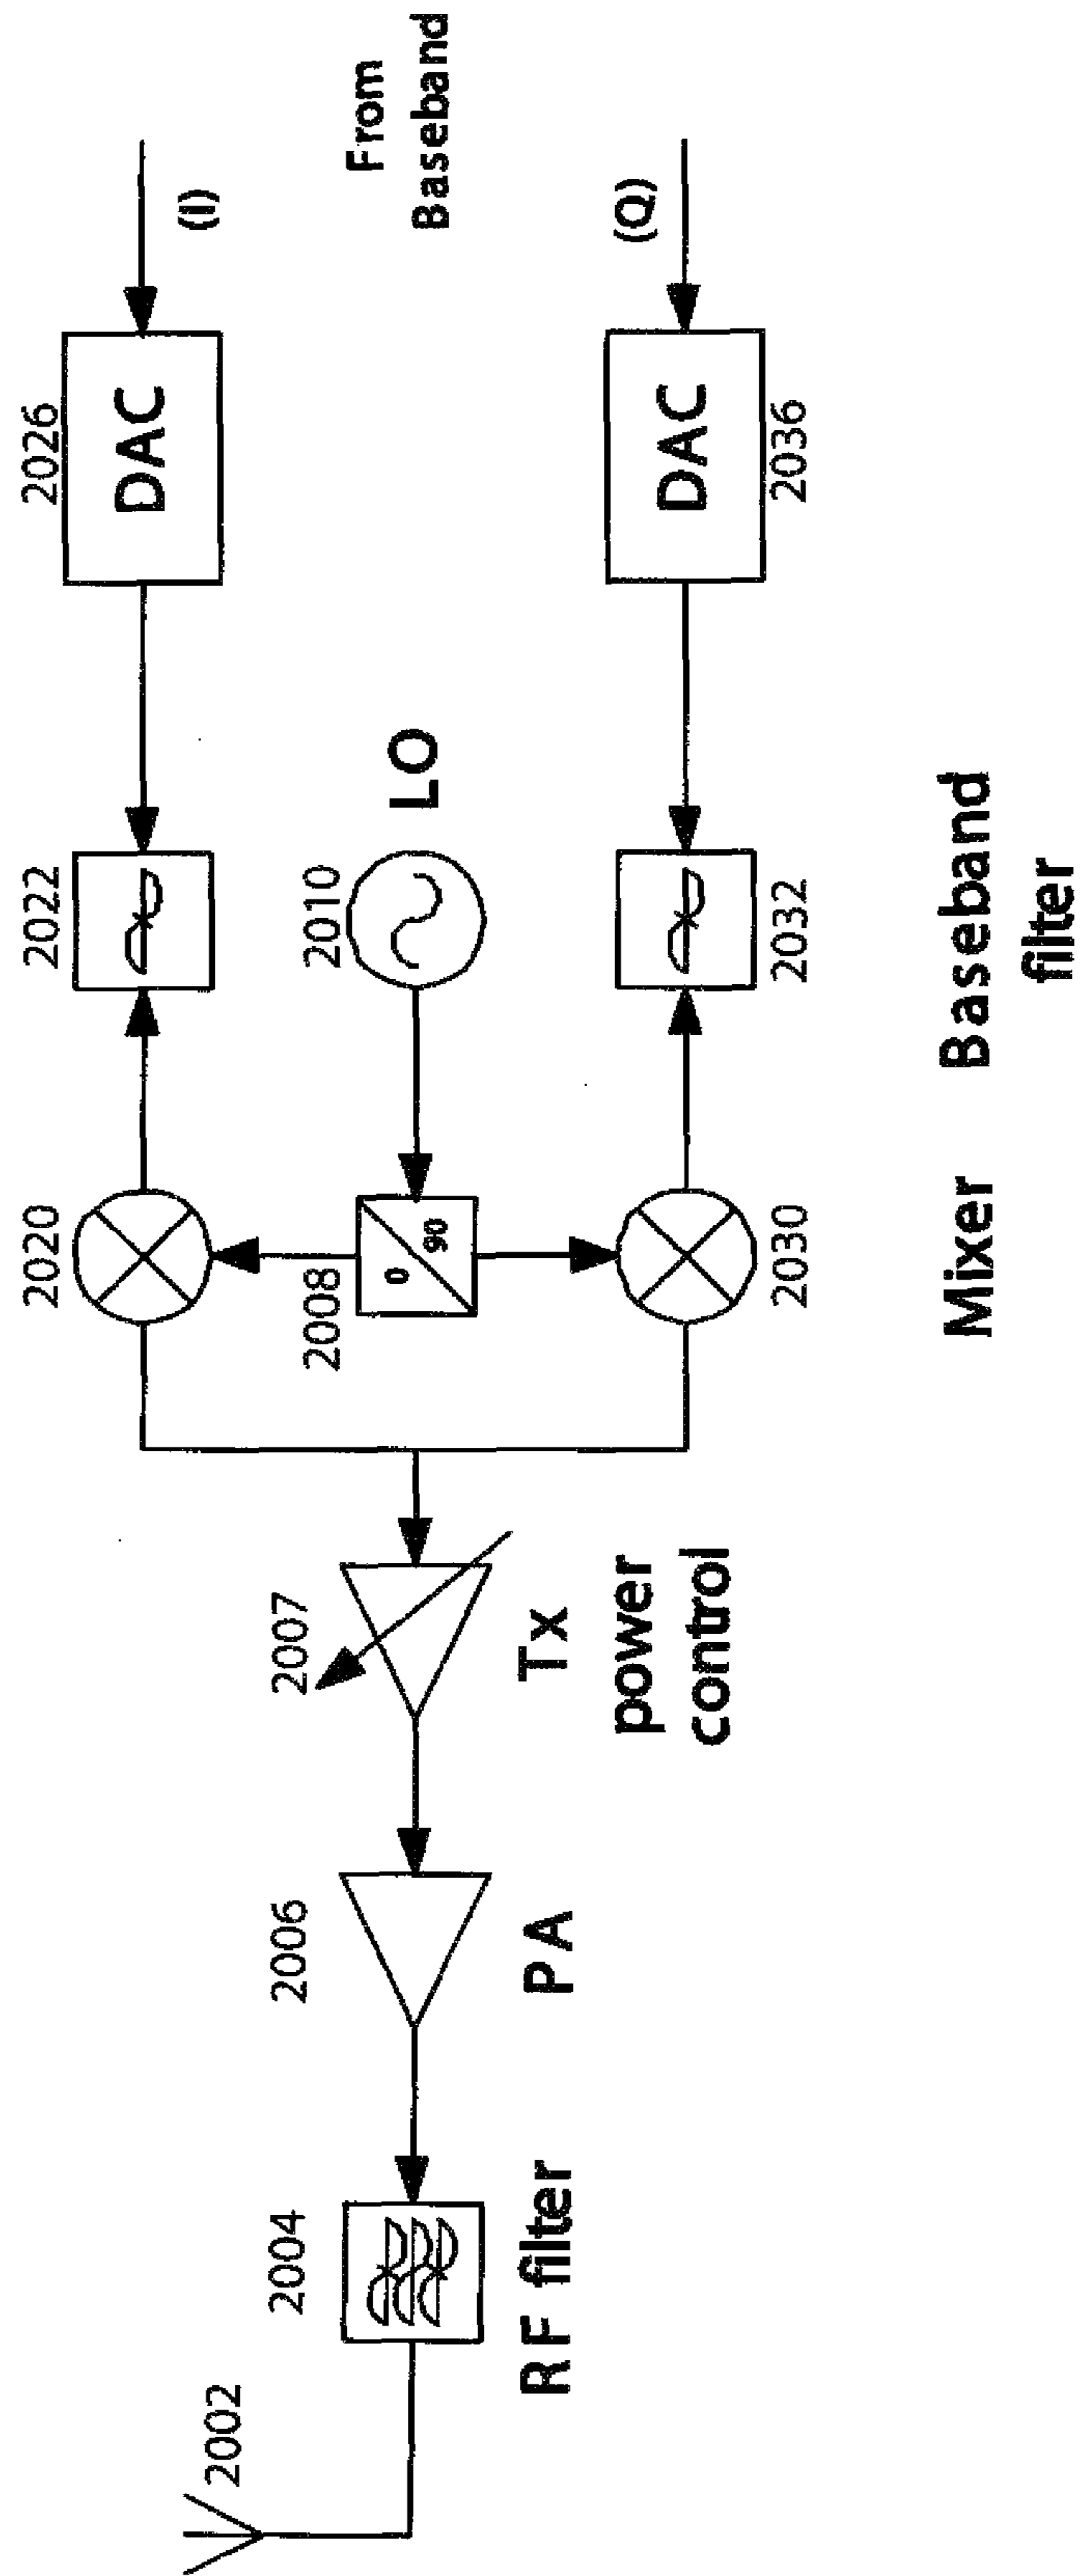 2026
DAC
(I)
From
Baseband
2022
2020
2010
LO
2008
0
90
2007
Tx
power
control
2006
PA
2004
RF filter
2002
(Q)
DAC
2036
2032
2030
Mixer
Baseband
filter